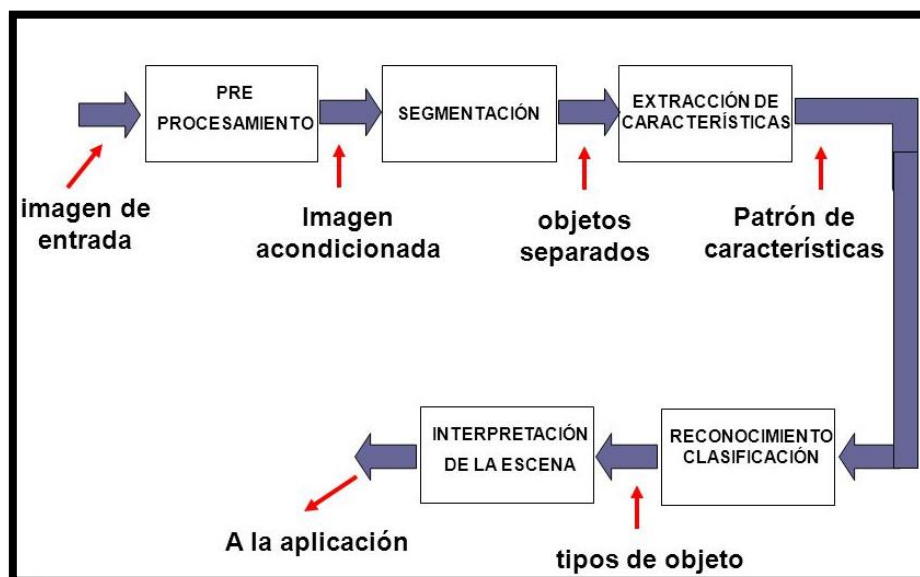 PRE
PROCESAMIENTO
SEGMENTACIÓN
EXTRACCIÓN DE
CARACTERÍSTICAS
imagen de
entrada
Imagen
acondicionada
objetos
separados
Patrón de
características
INTERPRETACIÓN
DE LA ESCENA
RECONOCIMIENTO
CLASIFICACIÓN
A la aplicación
tipos de objeto